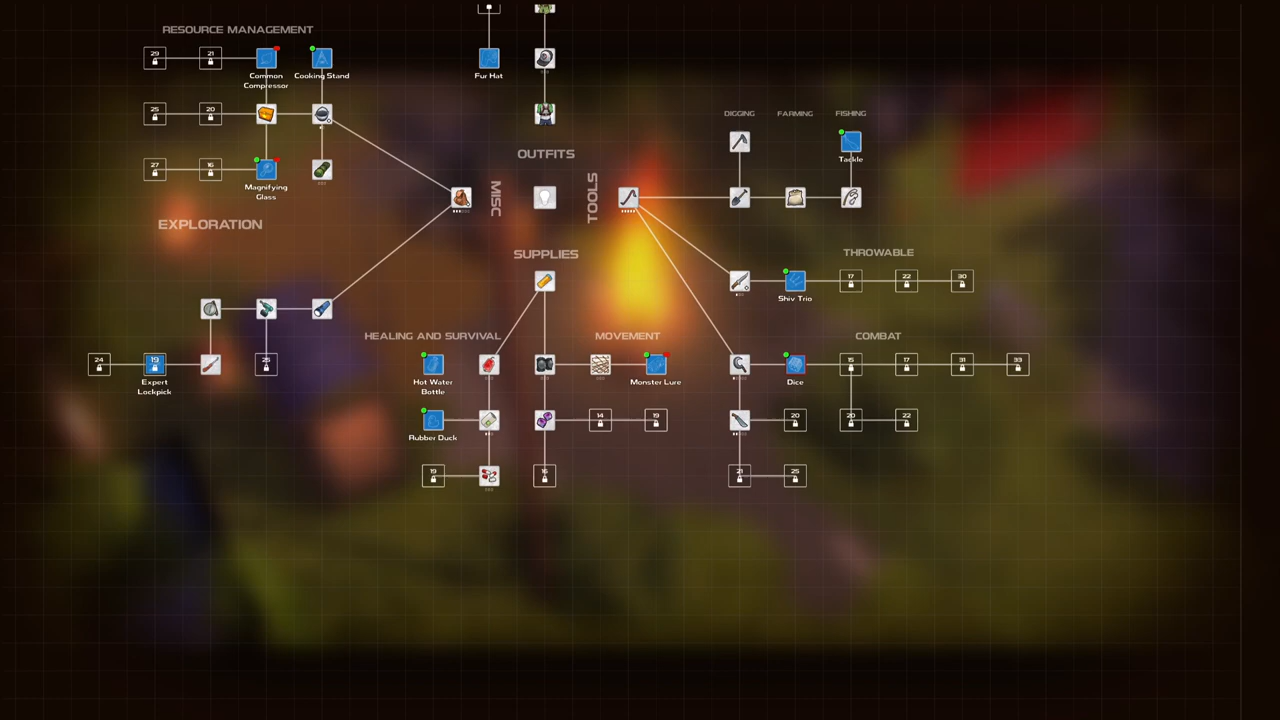 RESOURCE MANAGEMENT
29 21
Common
Compressor
Cooking Stand
Fur Hat
25 20
27 16
Magnifying
Glass
EXPLORATION
MISC
OUTFITS
TOOLS
SUPPLIES
DIGGING FARMING FISHING
Tackle
THROWABLE
Shiv Trio
17 22 30
HEALING AND SURVIVAL
MOVEMENT
COMBAT
24 19
Expert
Lockpick
25
Hot Water
Bottle
Monster Lure
Dice
15 17 31 33
Rubber Duck
14 19
20 20 22
19
16
21 25